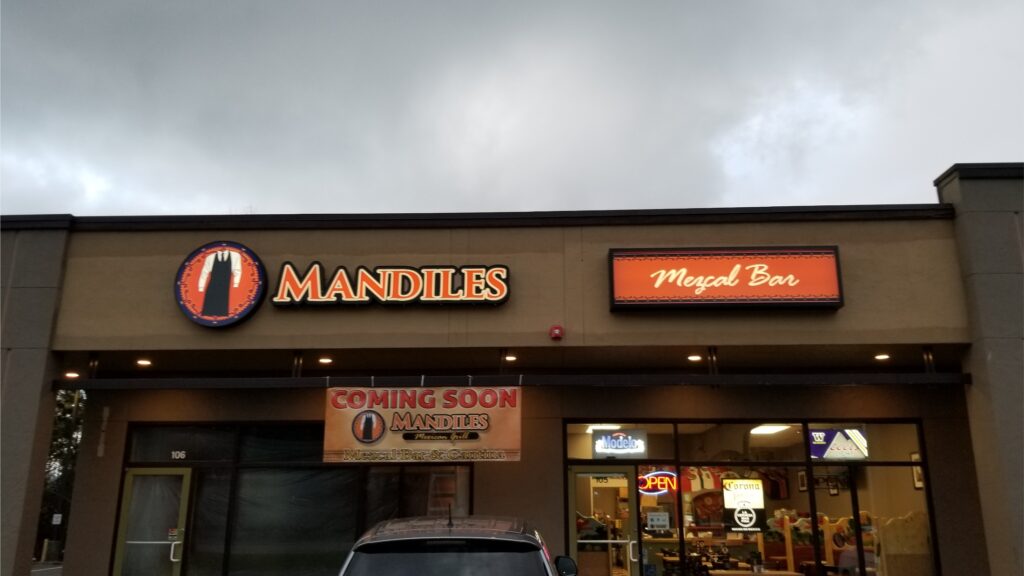 MANDILES
Mezcal Bar
COMING SOON
MANDILES
Mexican Grill
Mezcal Bar & Cantina
106
Modelo
W
105
OPEN
Corona